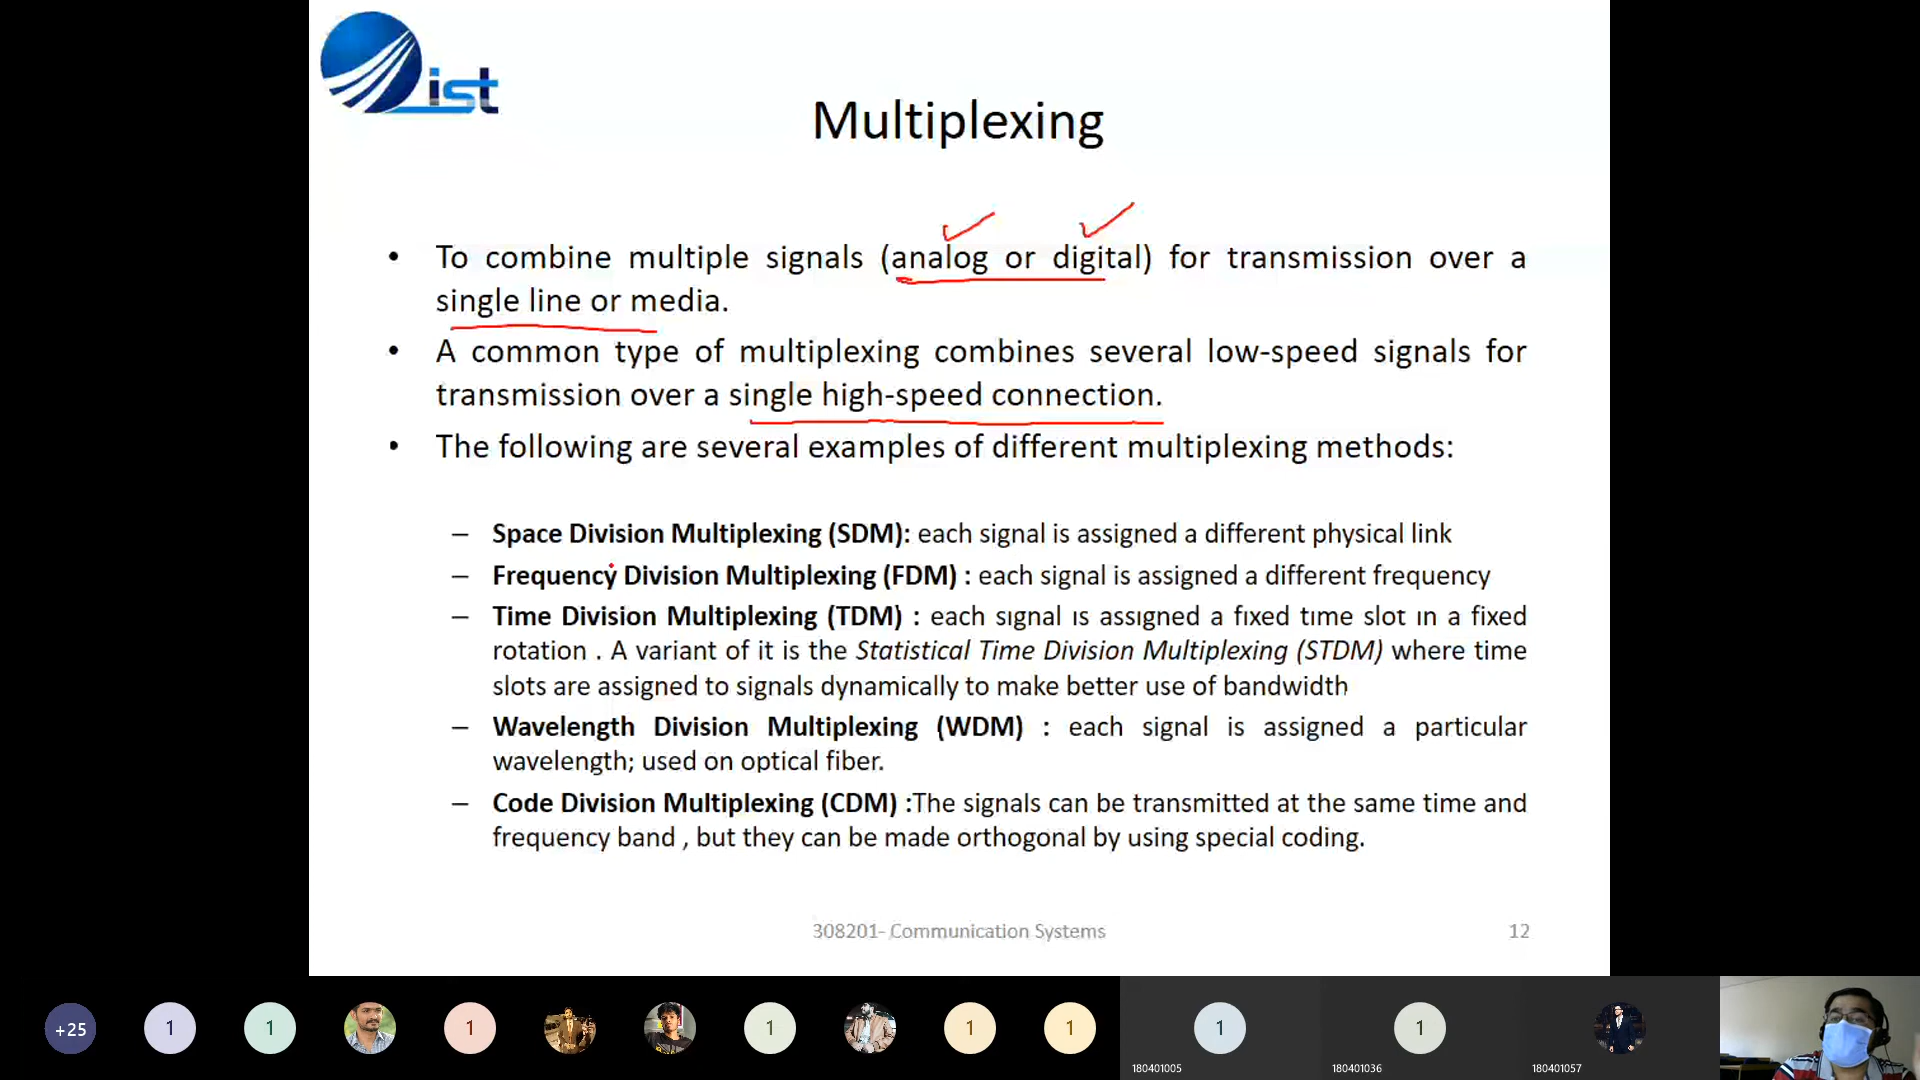 ist
Multiplexing
• To combine multiple signals (analog or digital) for transmission over a
single line or media.
• A common type of multiplexing combines several low-speed signals for
transmission over a single high-speed connection.
• The following are several examples of different multiplexing methods:
– Space Division Multiplexing (SDM): each signal is assigned a different physical link
– Frequency Division Multiplexing (FDM) : each signal is assigned a different frequency
– Time Division Multiplexing (TDM) : each signal is assigned a fixed time slot in a fixed
rotation . A variant of it is the Statistical Time Division Multiplexing (STDM) where time
slots are assigned to signals dynamically to make better use of bandwidth
– Wavelength Division Multiplexing (WDM) : each signal is assigned a particular
wavelength; used on optical fiber.
– Code Division Multiplexing (CDM) :The signals can be transmitted at the same time and
frequency band , but they can be made orthogonal by using special coding.
308201- Communication Systems 12
+25 1 1 1 1 1 1 1 1
180401005 180401036 180401057